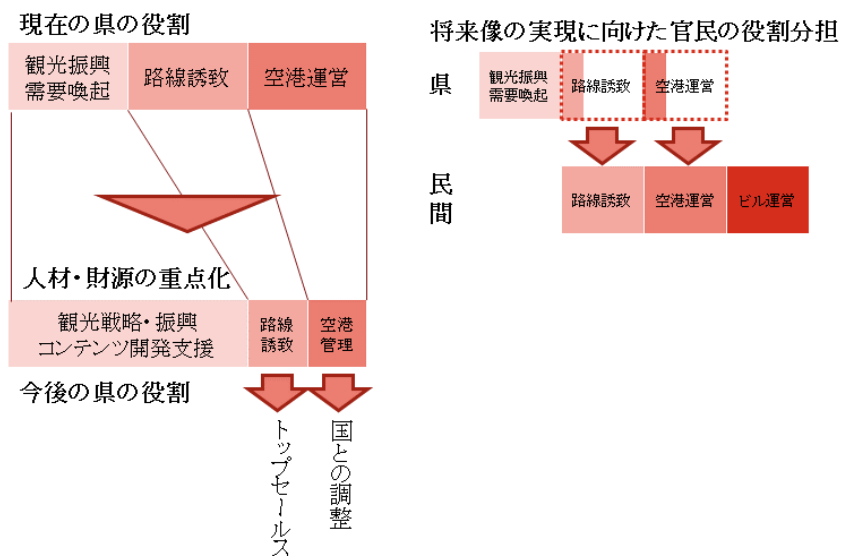 現在の県の役割
観光振興
需要喚起
路線誘致
空港運営
人材・財源の重点化
観光戦略・振興
コンテンツ開発支援
路線
誘致
空港
管理
今後の県の役割
トップセールス
国との調整
将来像の実現に向けた官民の役割分担
県
観光振興
需要喚起
路線誘致
空港運営
民間
路線誘致
空港運営
ビル運営